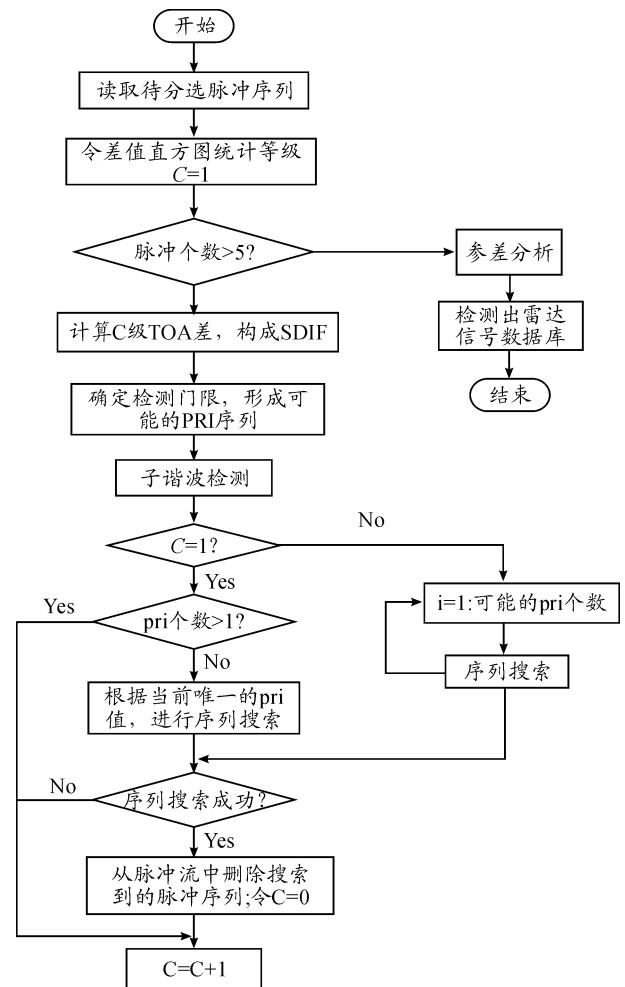 开始
读取待分选脉冲序列
令差值直方图统计等级
C=1
脉冲个数>5?
参差分析
计算C级TOA差，构成SDIF
检测出雷达
信号数据库
确定检测门限，形成可
能的PRI序列
结束
子谐波检测
No
C=1?
Yes
Yes
i=1:可能的pri个数
pri个数>1?
No
序列搜索
根据当前唯一的pri
值，进行序列搜索
No
序列搜索成功?
Yes
从脉冲流中删除搜索
到的脉冲序列;令C=0
C=C+1